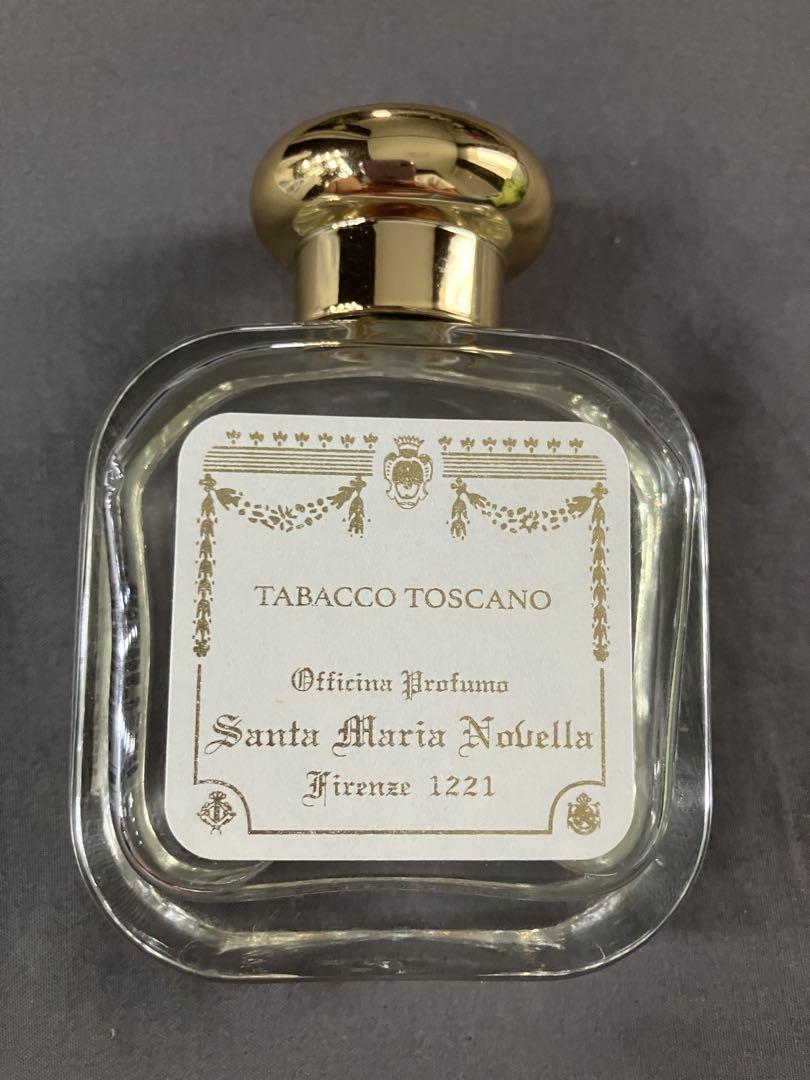 TABACCO TOSCANO
Officina Profumo
Santa Maria Novella
Firenze 1221